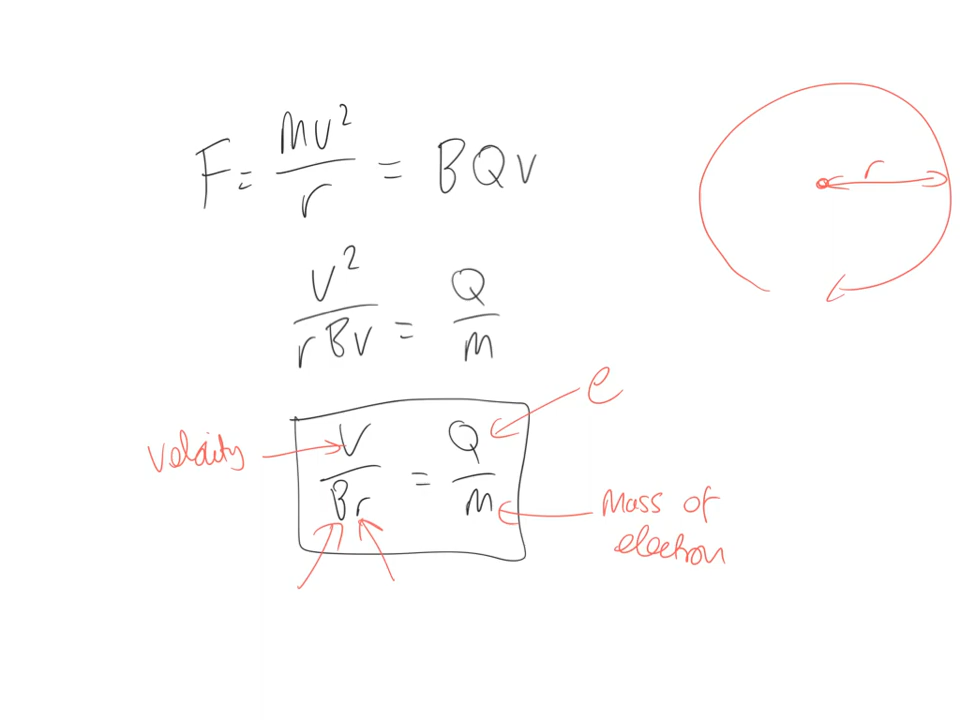 F = mv²/r = BQv
r
v²/rBv = Q/m
e
velocity
v/Br = Q/m
Mass of
electron